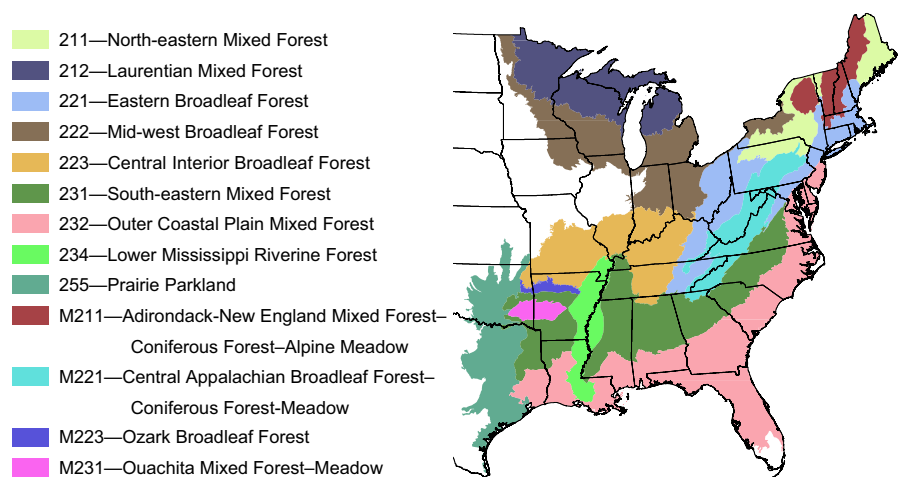 211—North-eastern Mixed Forest
212—Laurentian Mixed Forest
221—Eastern Broadleaf Forest
222—Mid-west Broadleaf Forest
223—Central Interior Broadleaf Forest
231—South-eastern Mixed Forest
232—Outer Coastal Plain Mixed Forest
234—Lower Mississippi Riverine Forest
255—Prairie Parkland
M211—Adirondack-New England Mixed Forest–
Coniferous Forest–Alpine Meadow
M221—Central Appalachian Broadleaf Forest–
Coniferous Forest-Meadow
M223—Ozark Broadleaf Forest
M231—Ouachita Mixed Forest–Meadow